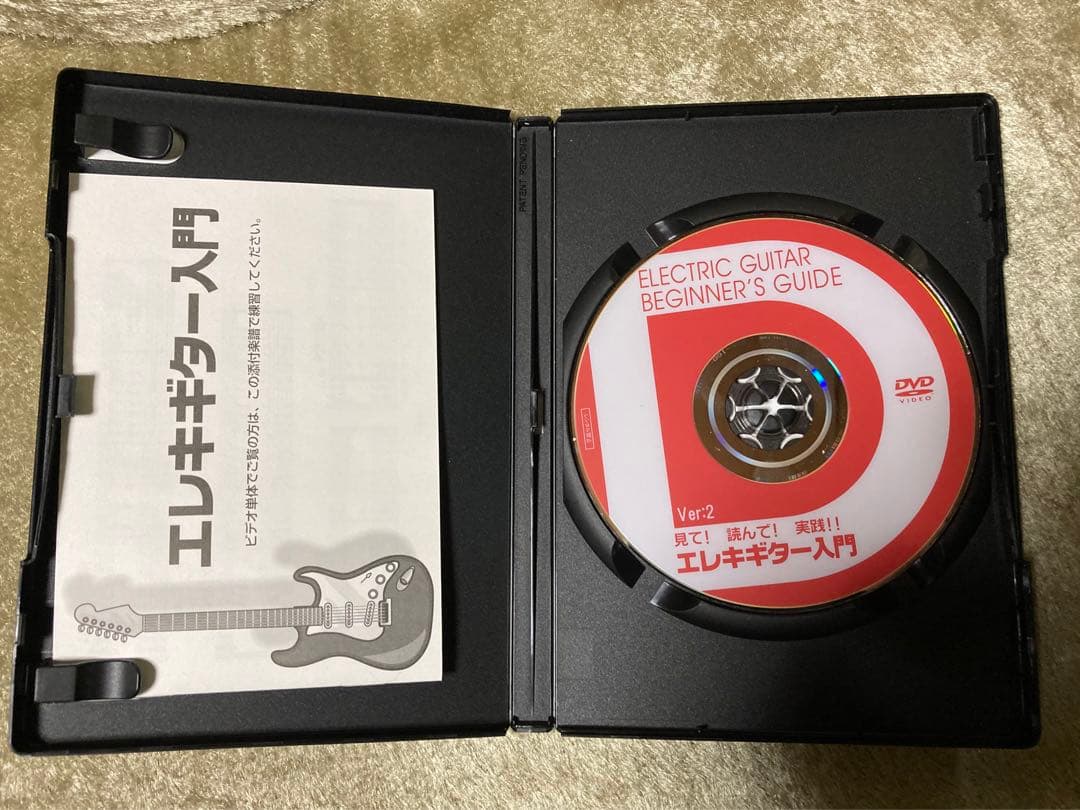 エレキギター入門
ビデオ単体でご覧の方は、この添付楽譜で練習してください。
PATENT PENDING
ELECTRIC GUITAR
BEGINNER'S GUIDE
DVD
VIDEO
Ver:2
見て! 読んで! 実践!!
エレキギター入門